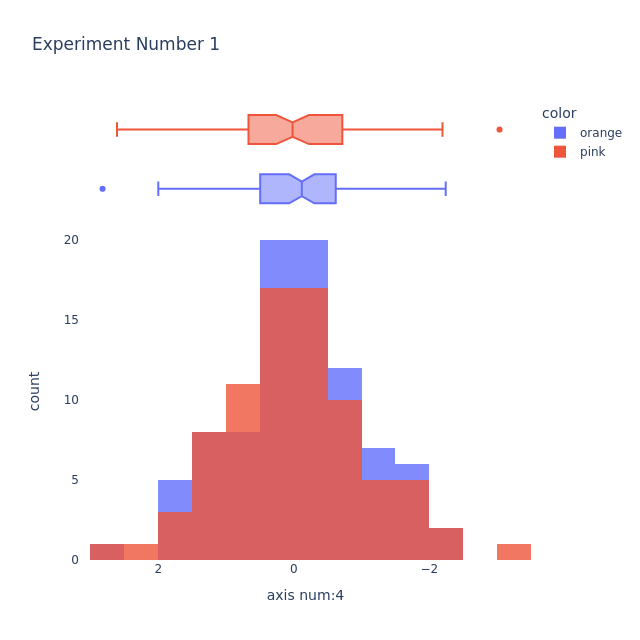 Experiment Number 1
color
orange
pink
20
15
10
5
0
count
2
0
−2
axis num:4